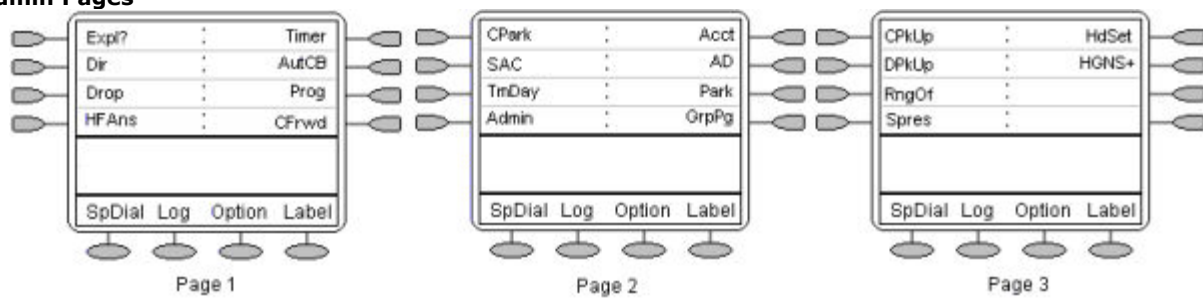 Expl? : Timer
Dir : AutCB
Drop : Prog
HFAns : CFrwd
SpDial Log Option Label
Page 1
CPark : Acct
SAC : AD
TmDay : Park
Admin : GrpPg
SpDial Log Option Label
Page 2
CPkUp : HdSet
DPkUp : HGNS+
RngOf :
Spres :
SpDial Log Option Label
Page 3